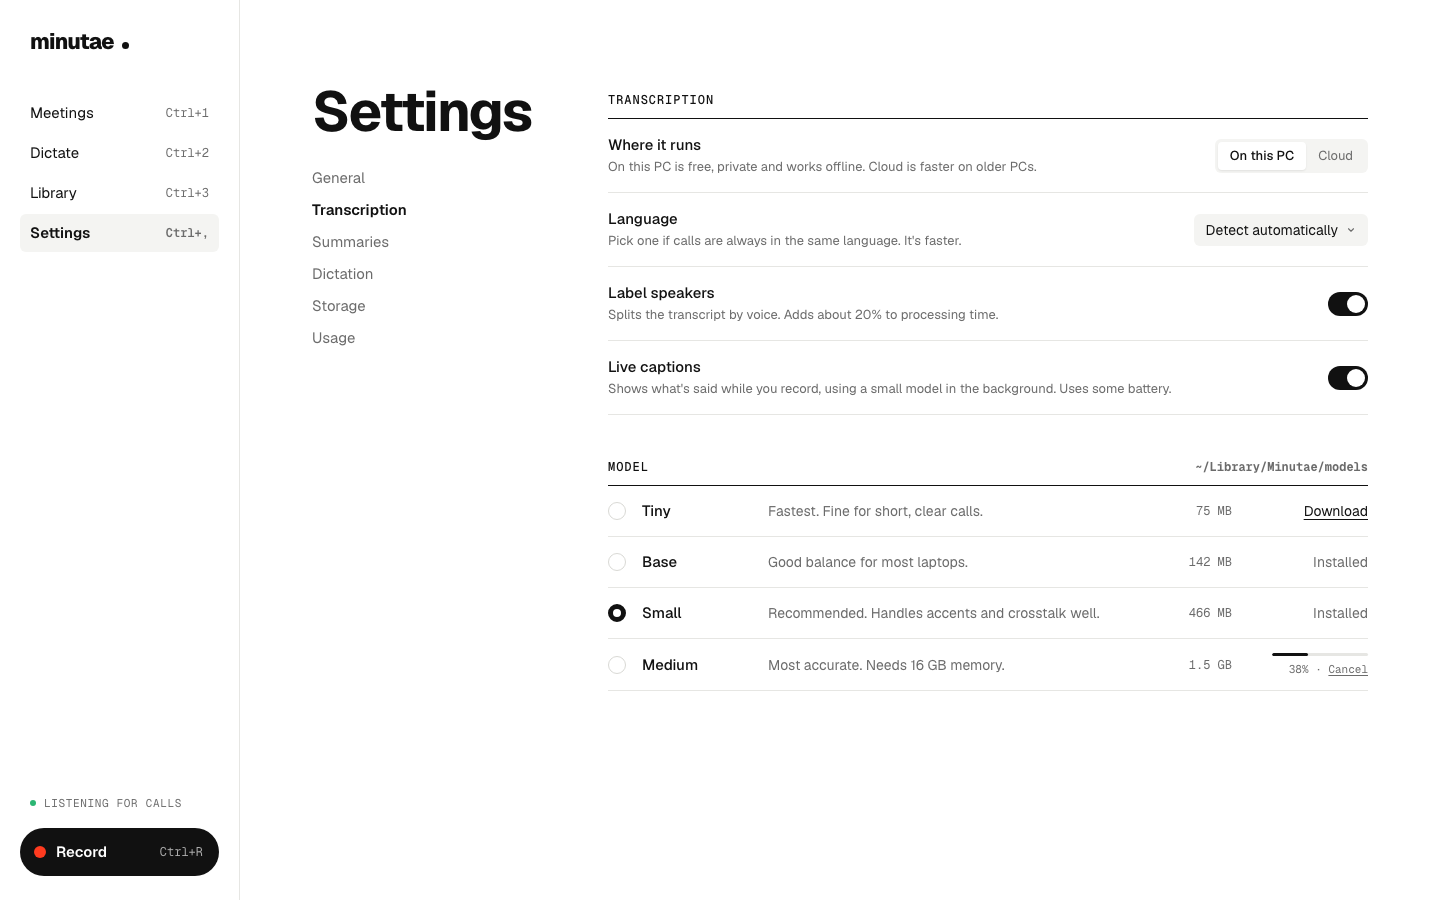 minutae
Meetings Ctrl+1
Dictate Ctrl+2
Library Ctrl+3
Settings Ctrl+,
LISTENING FOR CALLS
Record Ctrl+R
Settings
General
Transcription
Summaries
Dictation
Storage
Usage
TRANSCRIPTION
Where it runs
On this PC is free, private and works offline. Cloud is faster on older PCs.
On this PC Cloud
Language
Pick one if calls are always in the same language. It's faster.
Detect automatically
Label speakers
Splits the transcript by voice. Adds about 20% to processing time.
Live captions
Shows what's said while you record, using a small model in the background. Uses some battery.
MODEL ~/Library/Minutae/models
Tiny Fastest. Fine for short, clear calls. 75 MB Download
Base Good balance for most laptops. 142 MB Installed
Small Recommended. Handles accents and crosstalk well. 466 MB Installed
Medium Most accurate. Needs 16 GB memory. 1.5 GB 38% · Cancel